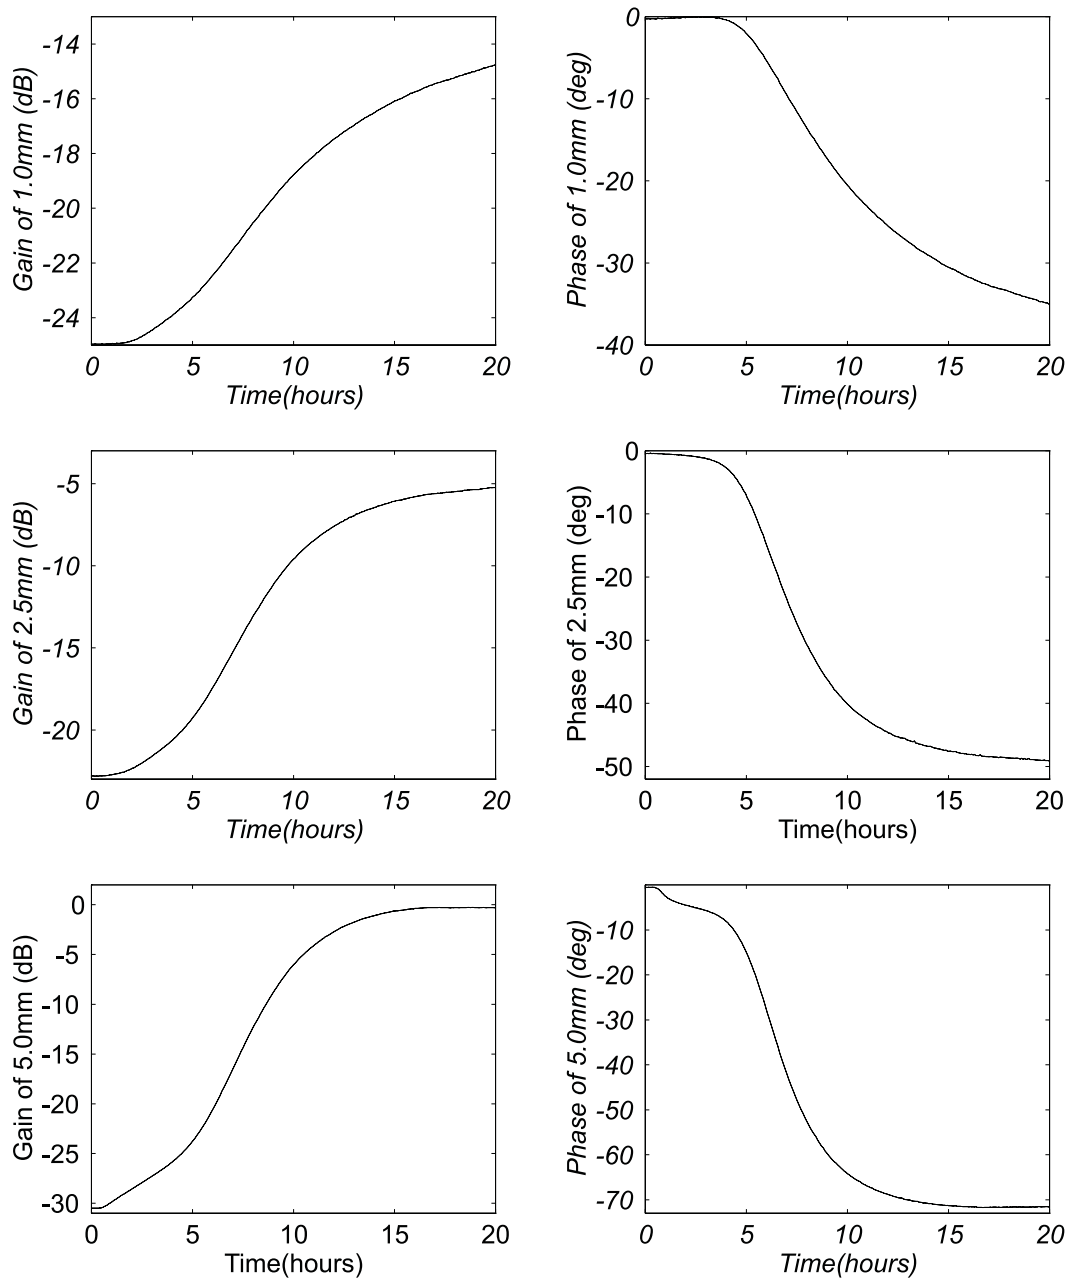 Gain of 1.0mm (dB)
-14
-16
-18
-20
-22
-24
0 5 10 15 20
Time(hours)
Phase of 1.0mm (deg)
0
-10
-20
-30
-40
0 5 10 15 20
Time(hours)
Gain of 2.5mm (dB)
-5
-10
-15
-20
0 5 10 15 20
Time(hours)
Phase of 2.5mm (deg)
0
-10
-20
-30
-40
-50
0 5 10 15 20
Time(hours)
Gain of 5.0mm (dB)
0
-5
-10
-15
-20
-25
-30
0 5 10 15 20
Time(hours)
Phase of 5.0mm (deg)
-10
-20
-30
-40
-50
-60
-70
0 5 10 15 20
Time(hours)